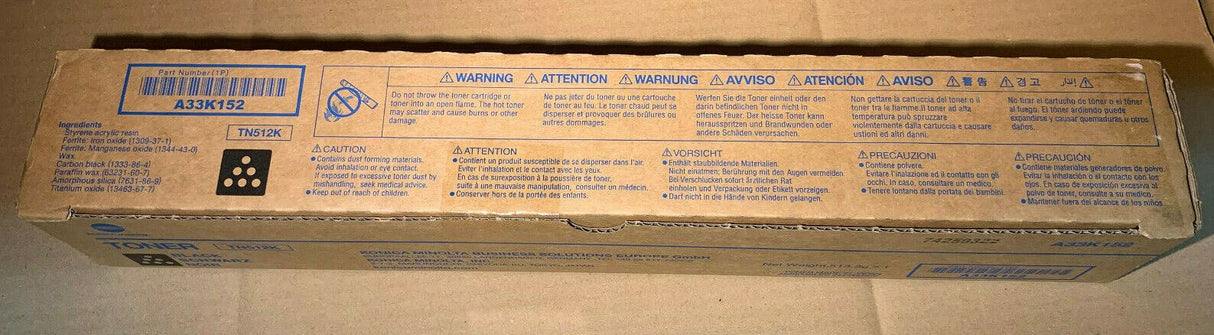 Part Number(1P)
A33K152
Ingredients
Styrene acrylic resin
Ferrite: Iron oxide (1309-37-1)
Ferrite: Manganese oxide (1344-43-0)
Wax
Carbon black (1333-86-4)
Paraffin wax (63231-60-7)
Amorphous silica (7631-86-9)
Titanium oxide (13463-67-7)
TN512K
WARNING
ATTENTION
WARNUNG
AVVISO
ATENCIÓN
AVISO
警告
경고
Do not throw the toner cartridge or
toner into an open flame. The hot toner
may scatter and cause burns or other
damage.
Ne pas jeter du toner ou une cartouche
de toner au feu. Le toner chaud peut se
disperser et provoquer des brûlures ou
autres dommages.
Werfen Sie die Toner einheit oder den
darin befindlichen Toner nicht in
offenes Feuer. Der heisse Toner kann
herausspritzen und Brandwunden oder
andere Schäden verursachen.
Non gettare la cartuccia del toner o il
toner tra le fiamme.Il toner ad alta
temperatura può spruzzare
violentemente dalla cartuccia e causare
ustioni ed altri danni.
No tirar el cartucho de toner o el toner
al fuego. El tóner ardiendo puede
expandirse y causar quemaduras u otros
daños.
CAUTION
Contains dust forming materials.
Avoid inhalation or eye contact.
If exposed to excessive toner dust by
mishandling, seek medical advice.
Keep out of reach of children.
ATTENTION
Contient un produit susceptible de se disperser dans l'air.
Eviter l'inhalation et le contact avec les yeux.
En cas de surexposition à la poussière de toner,
suite à une mauvaise manipulation, consulter un médecin.
Conserver hors de la portée des enfants.
VORSICHT
Enthält staubbildende Materialien.
Nicht einatmen; Berührung mit den Augen vermeiden.
Bei Verschlucken sofort ärztlichen Rat
einholen und Verpackung oder Etikett vorzeigen.
Darf nicht in die Hände von Kindern gelangen.
PRECAUZIONI
Contiene polvere.
Evitare l'inalazione ed il contatto con gli
occhi. In caso, consultare un medico.
Tenere lontano dalla portata dei bambini.
PRECAUCIÓN
Contiene materiales generadores de polvo.
Evitar la inhalación o el contacto con los
ojos. En caso de exposición excesiva al
polvo de toner, consulte a su medico.
Mantener fuera del alcance de los niños.
TONER
TN512K
BLACK
SCHWARZ
NOIR
KONICA MINOLTA BUSINESS SOLUTIONS EUROPE GmbH
74259322
A33K152
A33K152